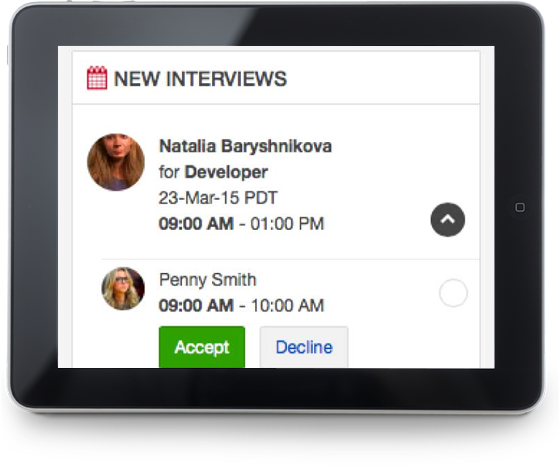 NEW INTERVIEWS
Natalia Baryshnikova
for Developer
23-Mar-15 PDT
09:00 AM - 01:00 PM
Penny Smith
09:00 AM - 10:00 AM
Accept Decline